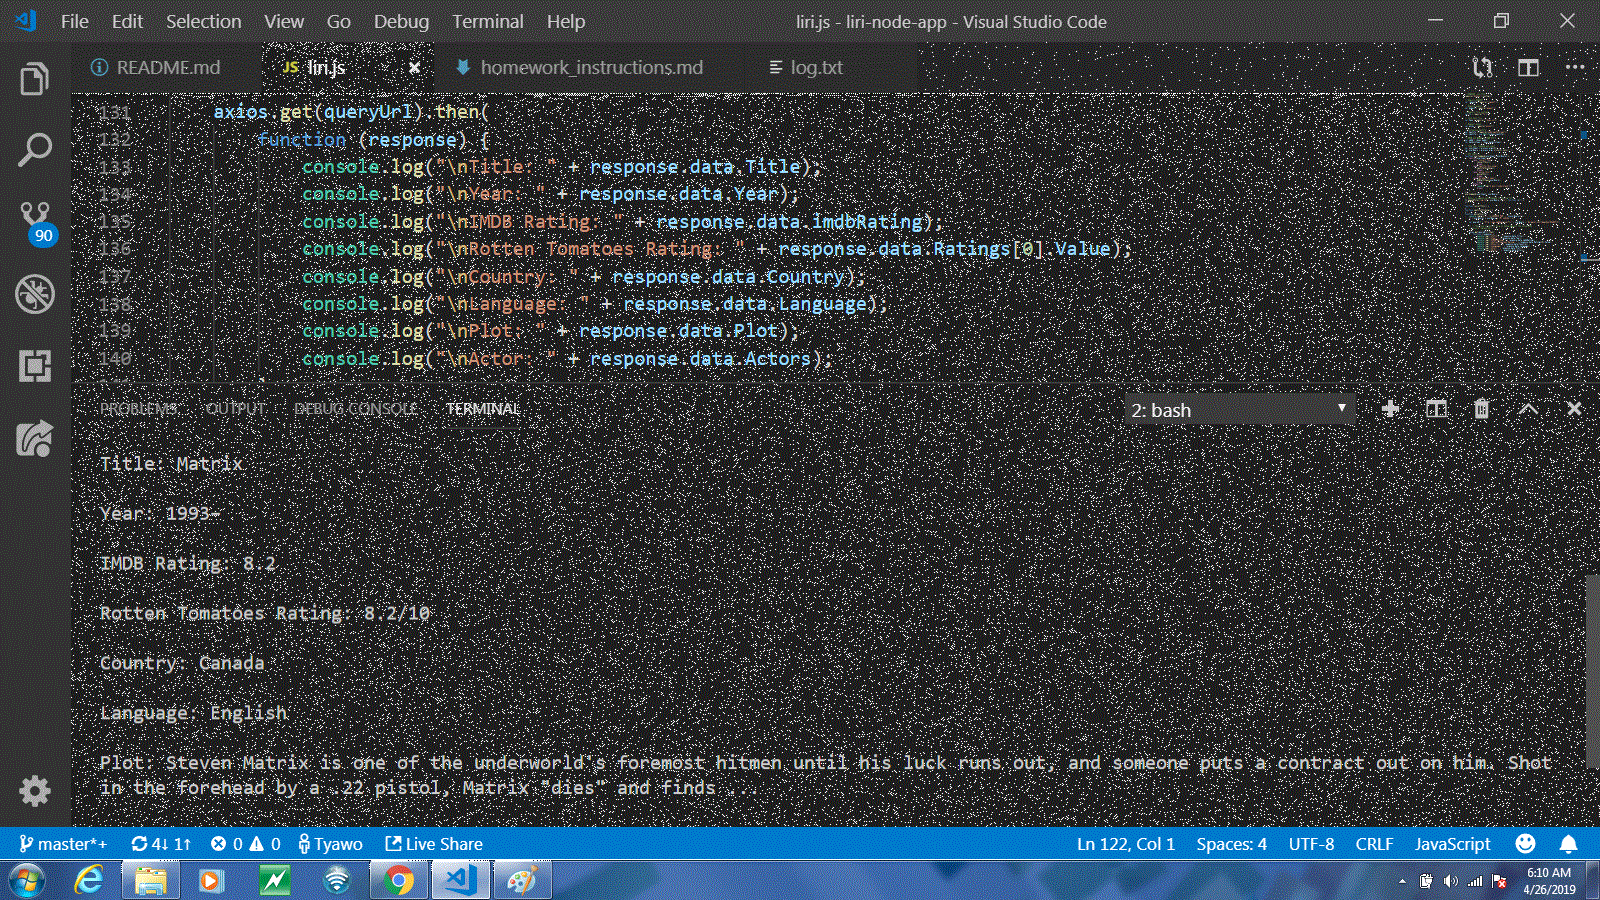 File Edit Selection View Go Debug Terminal Help liri.js - liri-node-app - Visual Studio Code
README.md JS liri.js homework_instructions.md log.txt
131 axios.get(queryUrl).then(
132 function (response) {
133 console.log("\nTitle: " + response.data.Title);
134 console.log("\nYear: " + response.data.Year);
135 console.log("\nIMDB Rating: " + response.data.imdbRating);
136 console.log("\nRotten Tomatoes Rating: " + response.data.Ratings[0].Value);
137 console.log("\nCountry: " + response.data.Country);
138 console.log("\nLanguage: " + response.data.Language);
139 console.log("\nPlot: " + response.data.Plot);
140 console.log("\nActor: " + response.data.Actors);
90
PROBLEMS OUTPUT DEBUG CONSOLE TERMINAL 2: bash
Title: Matrix
Year: 1993–
IMDB Rating: 8.2
Rotten Tomatoes Rating: 8.2/10
Country: Canada
Language: English
Plot: Steven Matrix is one of the underworld's foremost hitmen until his luck runs out, and someone puts a contract out on him. Shot
in the forehead by a .22 pistol, Matrix "dies" and finds ...
master*+ 4↓ 1↑ 0 0 Tyawo Live Share Ln 122, Col 1 Spaces: 4 UTF-8 CRLF JavaScript
6:10 AM
4/26/2019